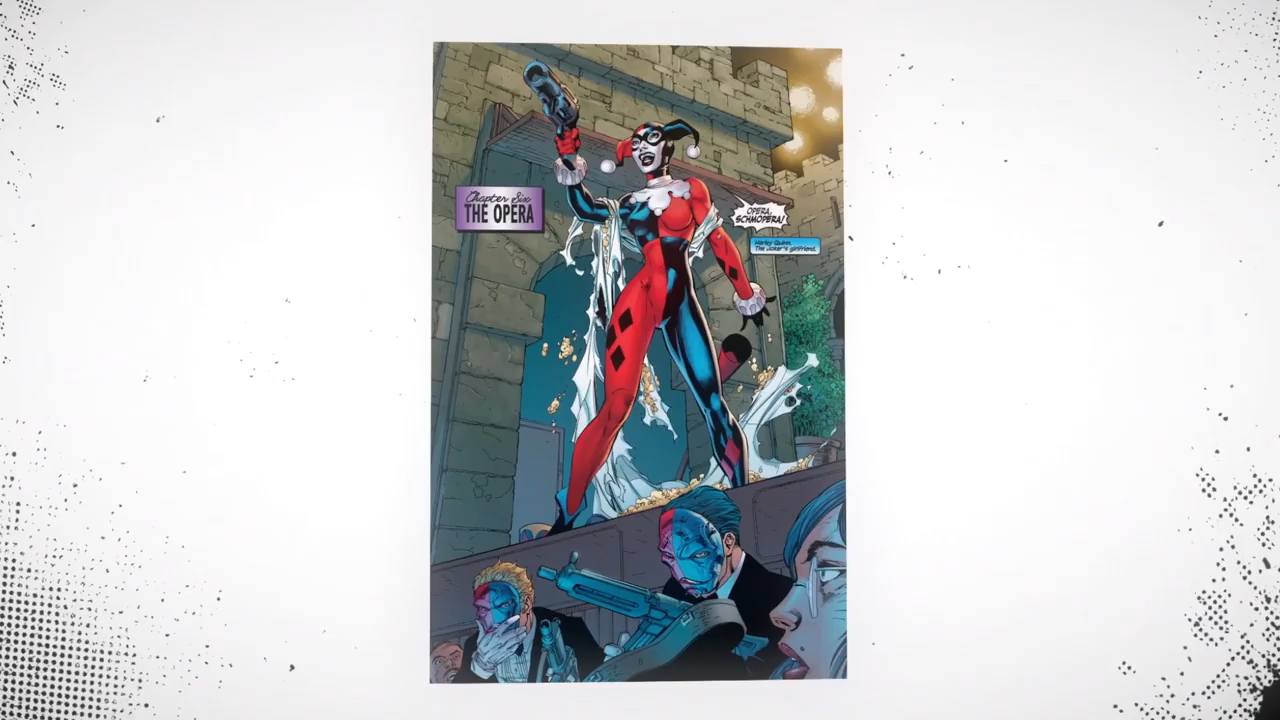 Chapter Six
THE OPERA
OPERA,
SCHMOPERA!
Harley Quinn.
The Joker's girlfriend.